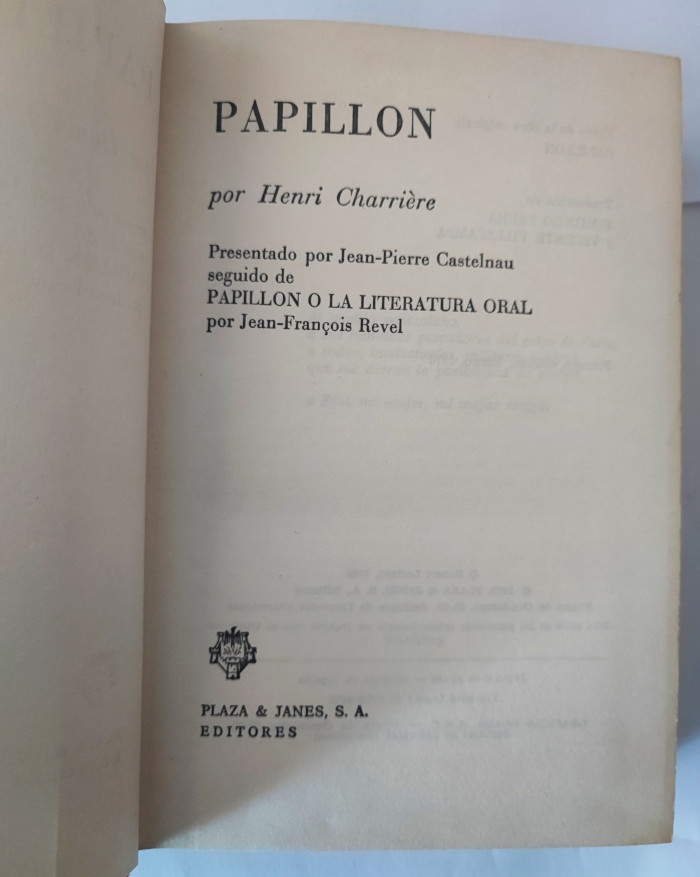 PAPILLON
por Henri Charrière
Presentado por Jean-Pierre Castelnau
seguido de
PAPILLON O LA LITERATURA ORAL
por Jean-François Revel
PLAZA & JANES, S. A.
EDITORES